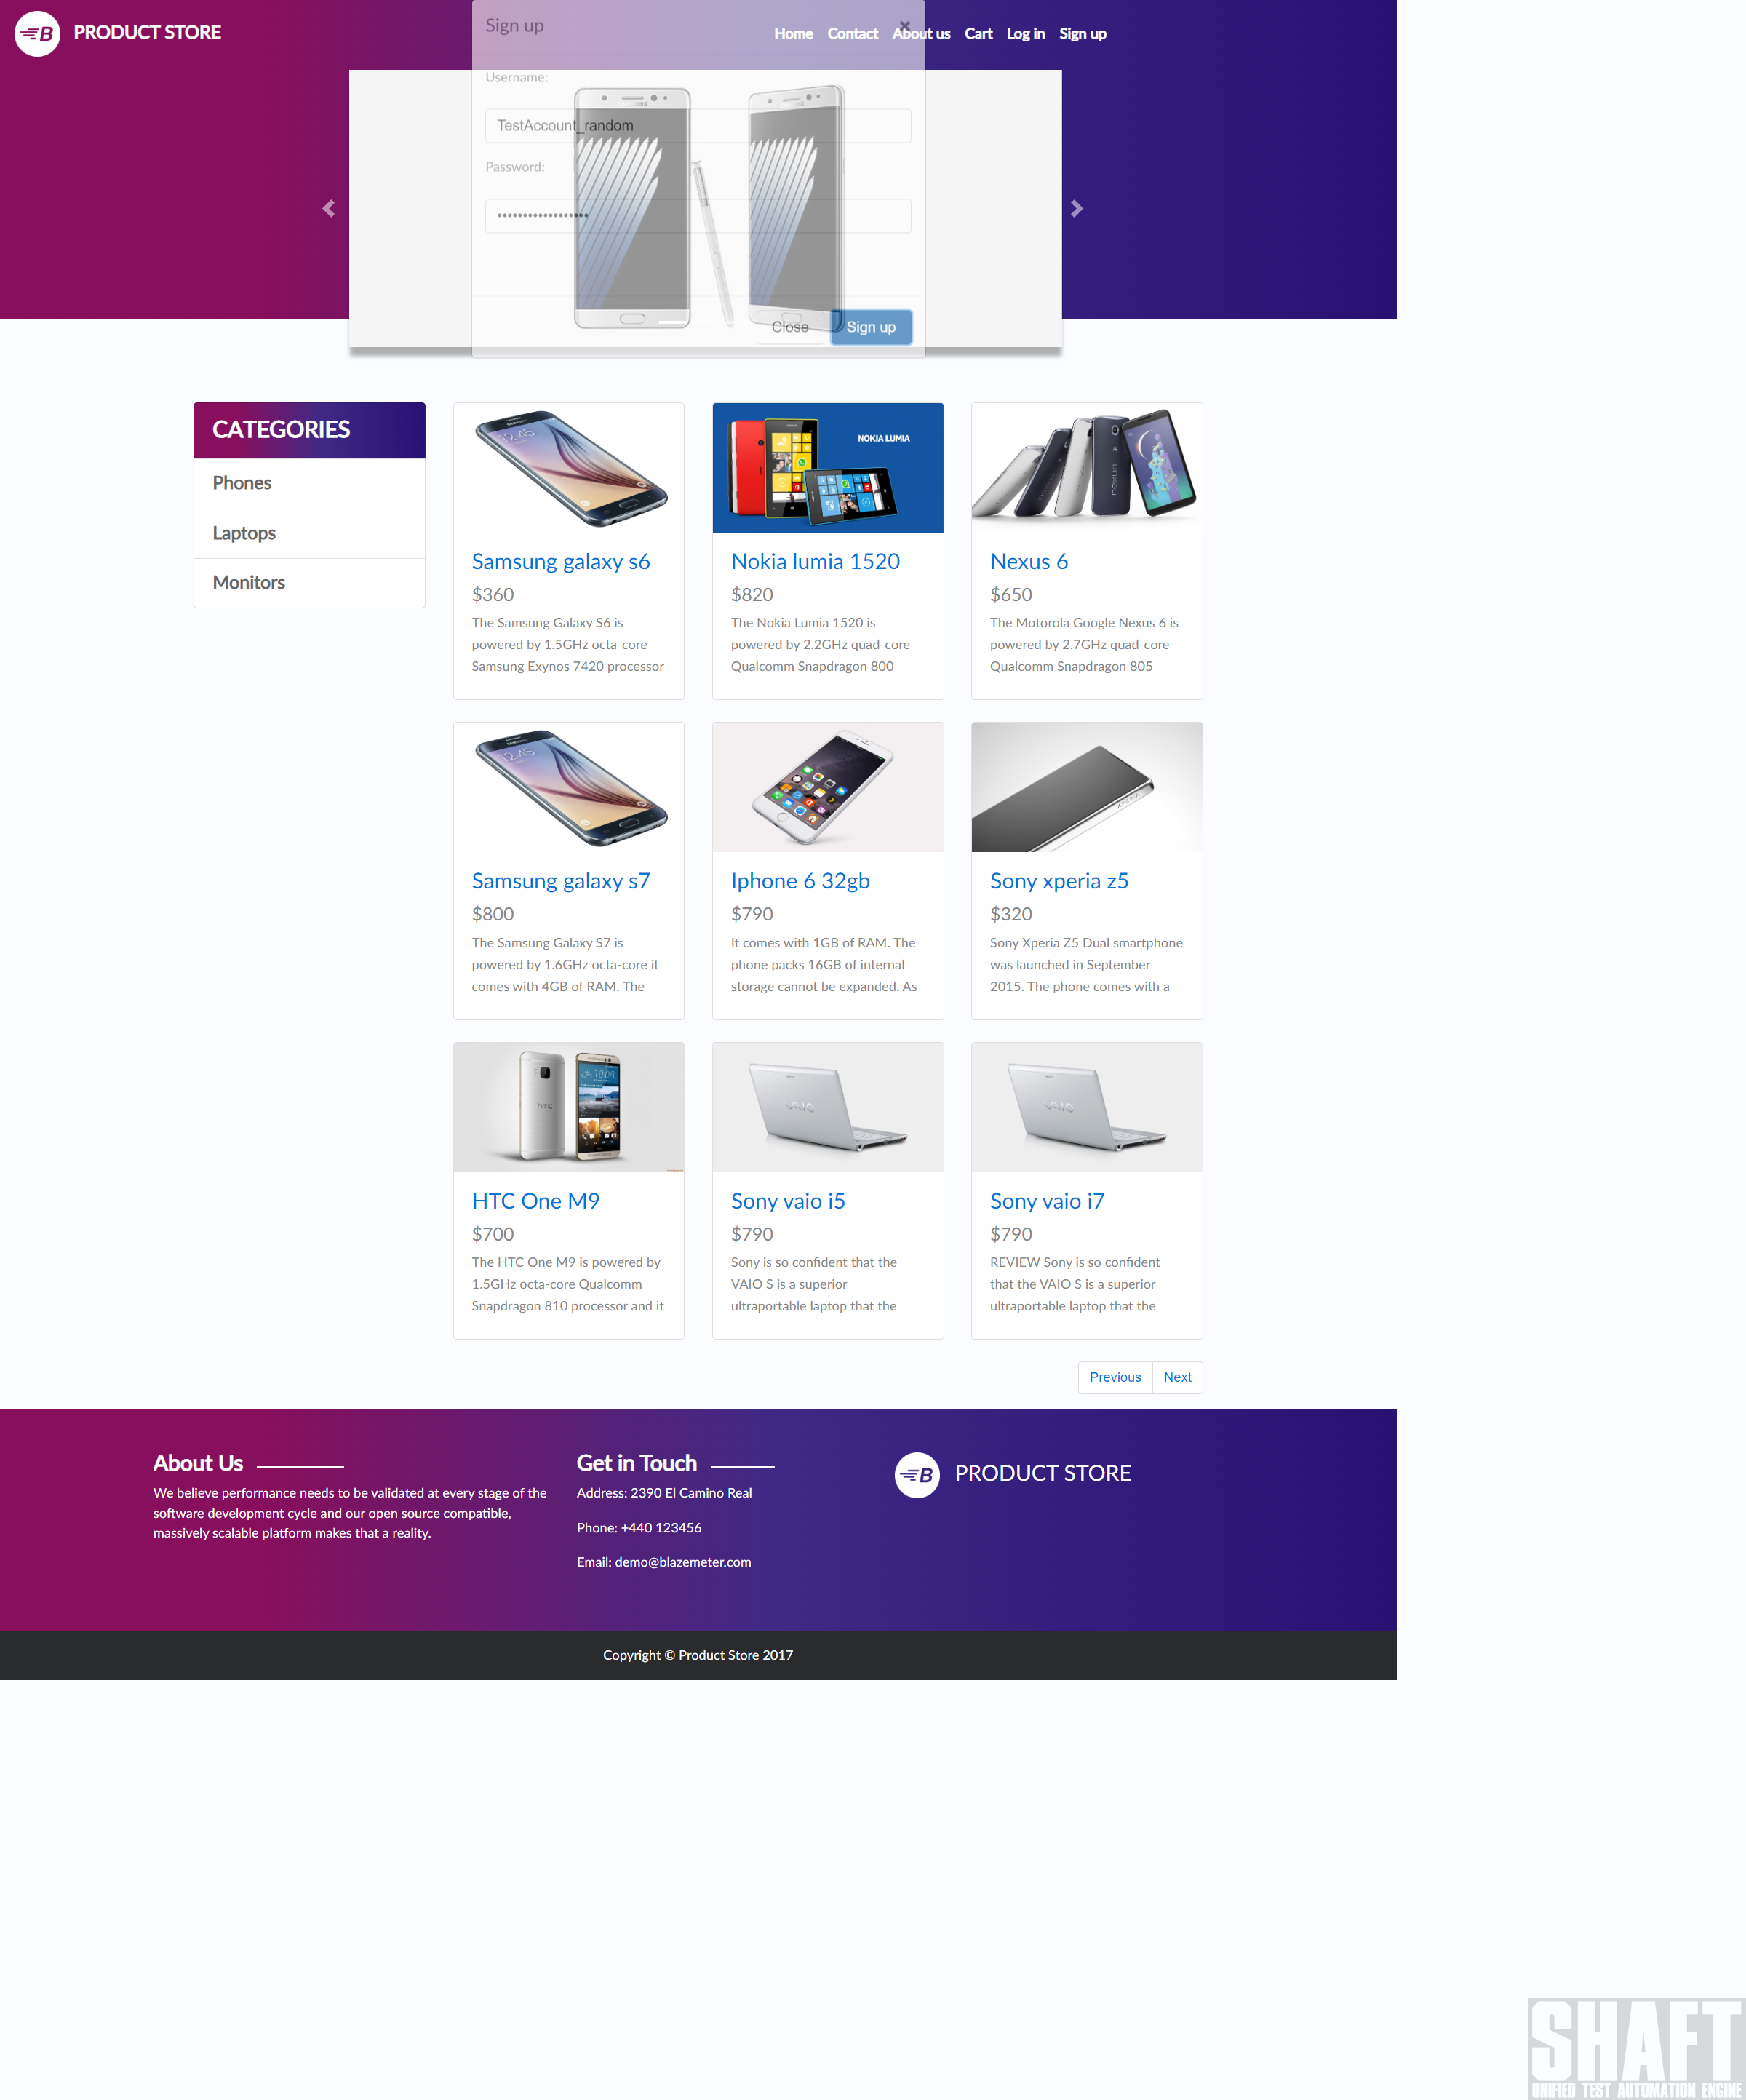 B PRODUCT STORE
Home Contact About us Cart Log in Sign up
Sign up
×
Username:
TestAccount_random
Password:
Close Sign up
CATEGORIES
Phones
Laptops
Monitors
Samsung galaxy s6
$360
The Samsung Galaxy S6 is
powered by 1.5GHz octa-core
Samsung Exynos 7420 processor
NOKIA LUMIA
Nokia lumia 1520
$820
The Nokia Lumia 1520 is
powered by 2.2GHz quad-core
Qualcomm Snapdragon 800
nexus
Nexus 6
$650
The Motorola Google Nexus 6 is
powered by 2.7GHz quad-core
Qualcomm Snapdragon 805
12:45
Samsung galaxy s7
$800
The Samsung Galaxy S7 is
powered by 1.6GHz octa-core it
comes with 4GB of RAM. The
Iphone 6 32gb
$790
It comes with 1GB of RAM. The
phone packs 16GB of internal
storage cannot be expanded. As
XPERIA
Sony xperia z5
$320
Sony Xperia Z5 Dual smartphone
was launched in September
2015. The phone comes with a
hTC
10:08
HTC One M9
$700
The HTC One M9 is powered by
1.5GHz octa-core Qualcomm
Snapdragon 810 processor and it
VAIO
Sony vaio i5
$790
Sony is so confident that the
VAIO S is a superior
ultraportable laptop that the
VAIO
Sony vaio i7
$790
REVIEW Sony is so confident
that the VAIO S is a superior
ultraportable laptop that the
Previous Next
About Us
We believe performance needs to be validated at every stage of the
software development cycle and our open source compatible,
massively scalable platform makes that a reality.
Get in Touch
Address: 2390 El Camino Real
Phone: +440 123456
Email: demo@blazemeter.com
B PRODUCT STORE
Copyright © Product Store 2017
SHAFT
UNIFIED TEST AUTOMATION ENGINE